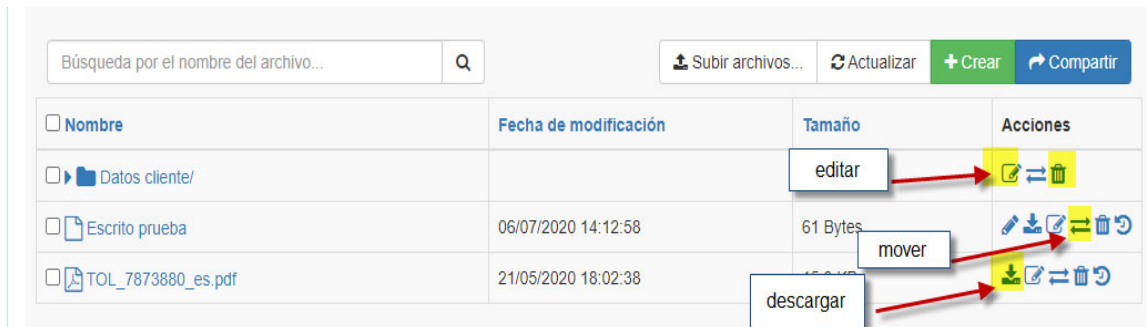 Búsqueda por el nombre del archivo... Subir archivos... Actualizar Crear Compartir
Nombre Fecha de modificación Tamaño Acciones
Datos cliente/ editar
Escrito prueba 06/07/2020 14:12:58 61 Bytes
mover
TOL_7873880_es.pdf 21/05/2020 18:02:38
descargar